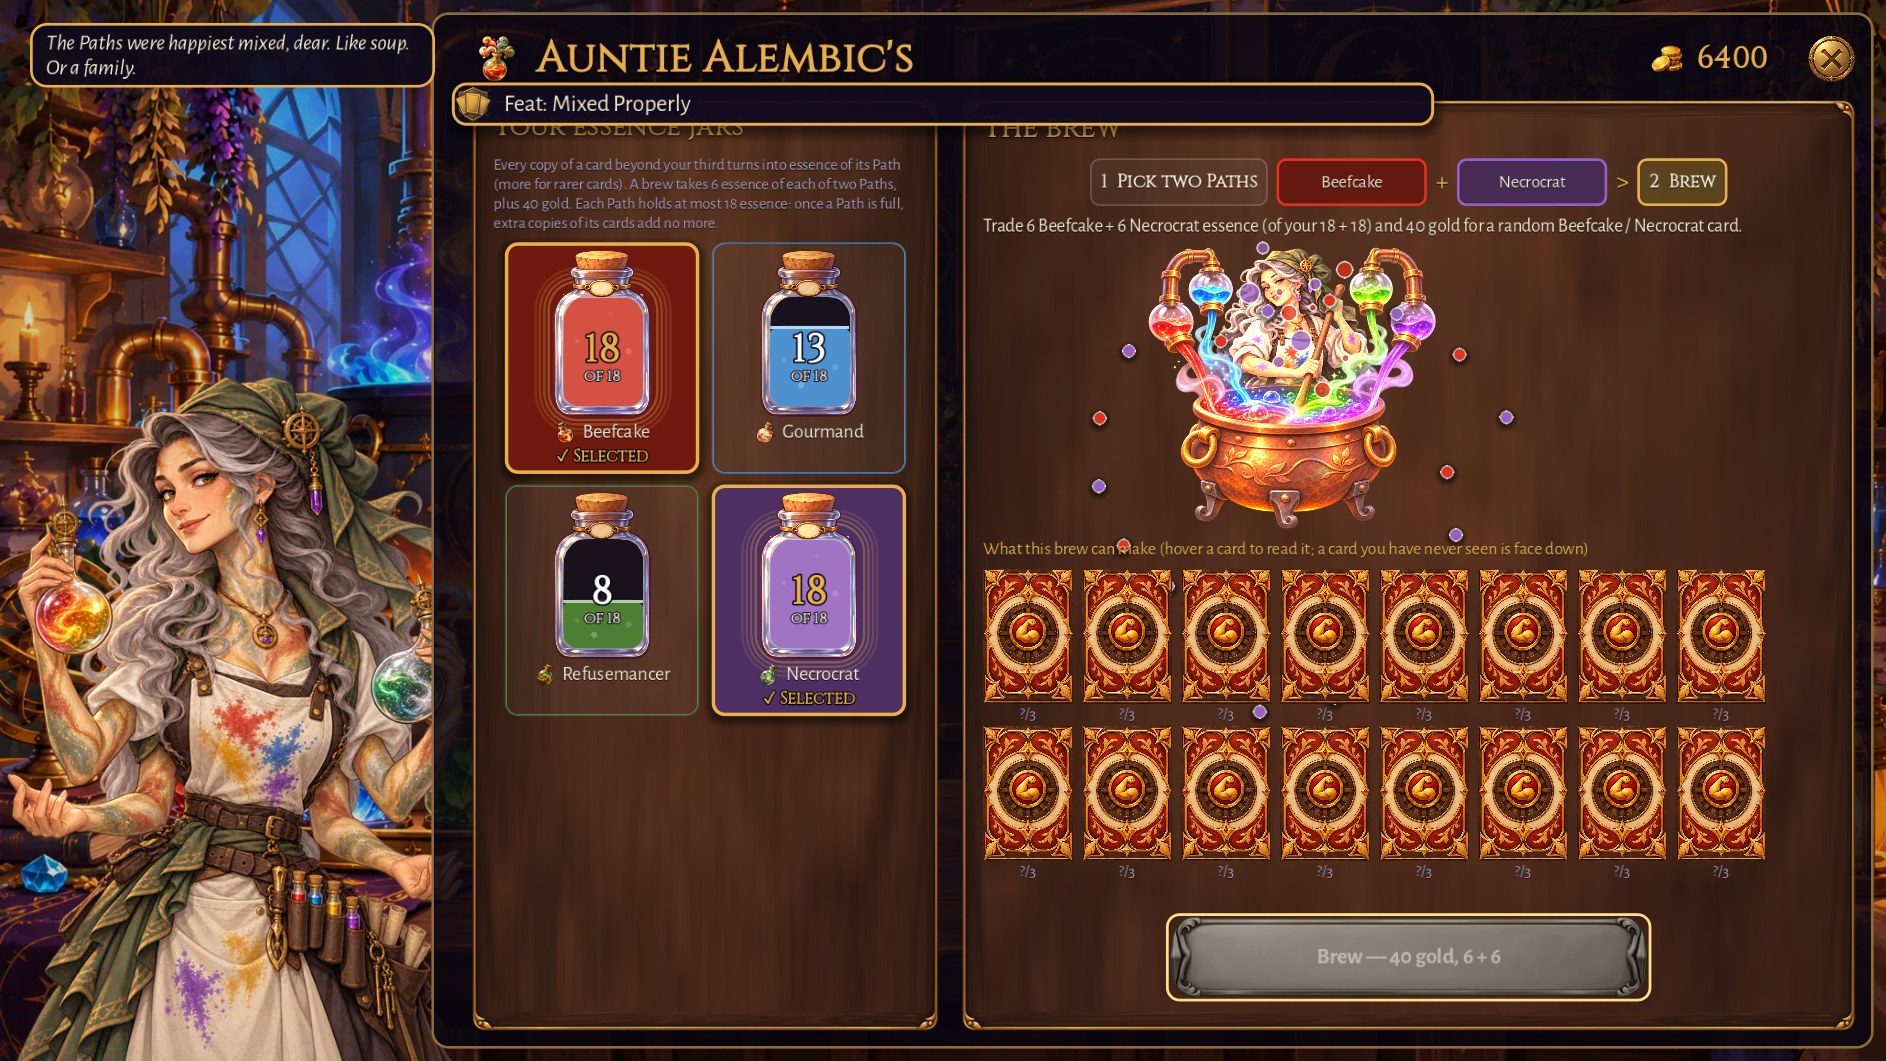 The Paths were happiest mixed, dear. Like soup.
Or a family.
Auntie Alembic's
6400
Feat: Mixed Properly
Your Essence Jars
Every copy of a card beyond your third turns into essence of its Path
(more for rarer cards). A brew takes 6 essence of each of two Paths,
plus 40 gold. Each Path holds at most 18 essence: once a Path is full,
extra copies of its cards add no more.
18
OF 18
Beefcake
✓ Selected
13
OF 18
Gourmand
8
OF 18
Refusemancer
18
OF 18
Necrocrat
✓ Selected
The Brew
1 Pick two Paths
Beefcake
+
Necrocrat
>
2 Brew
Trade 6 Beefcake + 6 Necrocrat essence (of your 18 + 18) and 40 gold for a random Beefcake / Necrocrat card.
What this brew can make (hover a card to read it; a card you have never seen is face down)
?/3 ?/3 ?/3 ?/3 ?/3 ?/3 ?/3 ?/3
?/3 ?/3 ?/3 ?/3 ?/3 ?/3 ?/3 ?/3
Brew — 40 gold, 6 + 6